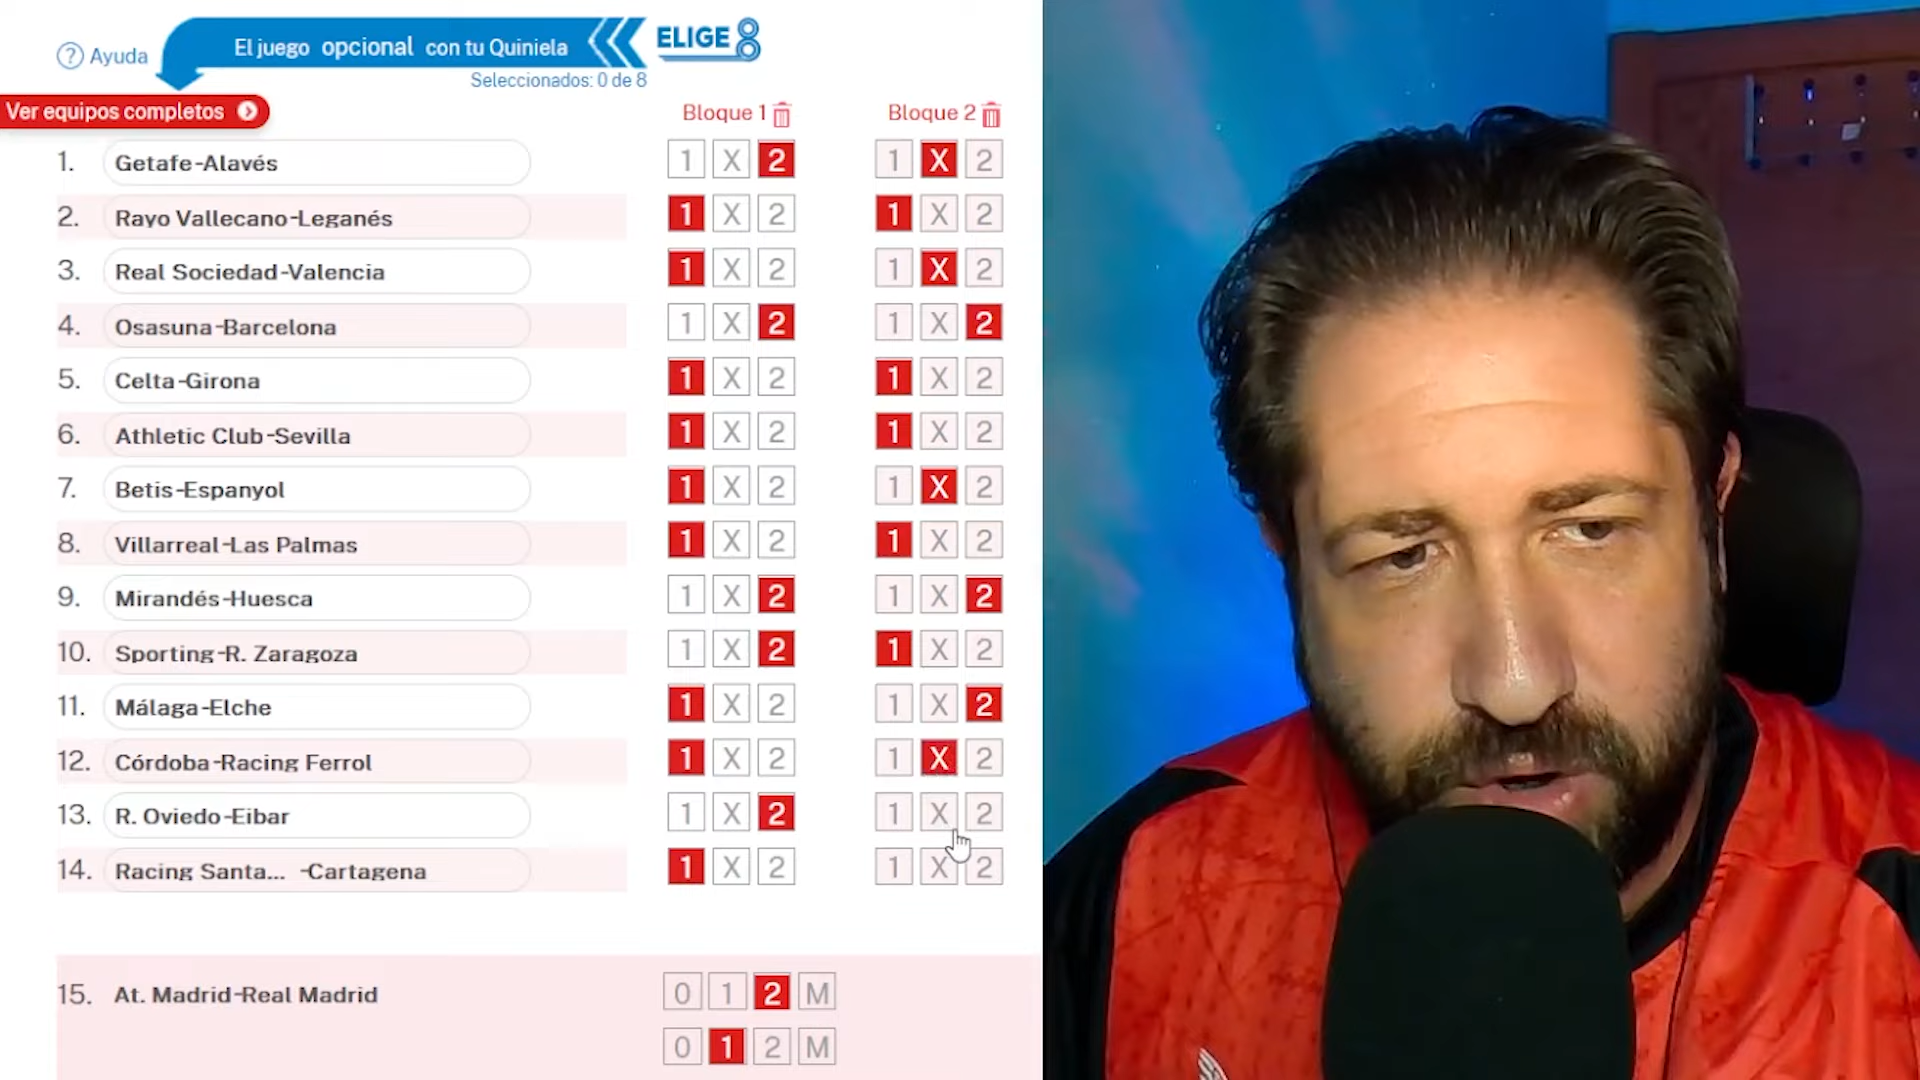 El juego opcional con tu Quiniela ELIGE 8
? Ayuda
Seleccionados: 0 de 8
Ver equipos completos
Bloque 1 Bloque 2
1. Getafe-Alavés 1 X 2 1 X 2
2. Rayo Vallecano-Leganés 1 X 2 1 X 2
3. Real Sociedad-Valencia 1 X 2 1 X 2
4. Osasuna-Barcelona 1 X 2 1 X 2
5. Celta-Girona 1 X 2 1 X 2
6. Athletic Club-Sevilla 1 X 2 1 X 2
7. Betis-Espanyol 1 X 2 1 X 2
8. Villarreal-Las Palmas 1 X 2 1 X 2
9. Mirandés-Huesca 1 X 2 1 X 2
10. Sporting-R. Zaragoza 1 X 2 1 X 2
11. Málaga-Elche 1 X 2 1 X 2
12. Córdoba-Racing Ferrol 1 X 2 1 X 2
13. R. Oviedo-Eibar 1 X 2 1 X 2
14. Racing Santa... -Cartagena 1 X 2 1 X 2
15. At. Madrid-Real Madrid 0 1 2 M
0 1 2 M